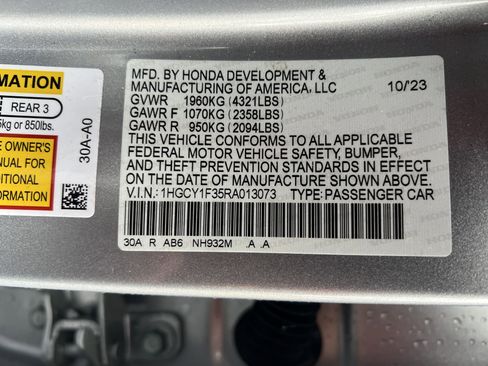 MATION
REAR 3
kg or 850lbs.
E OWNER'S
NUAL FOR
DITIONAL
ORMATION
30A-A0
MFD. BY HONDA DEVELOPMENT &
MANUFACTURING OF AMERICA, LLC 10/23
GVWR 1960KG (4321LBS)
GAWR F 1070KG (2358LBS)
GAWR R 950KG (2094LBS)
THIS VEHICLE CONFORMS TO ALL APPLICABLE
FEDERAL MOTOR VEHICLE SAFETY, BUMPER,
AND THEFT PREVENTION STANDARDS IN EFFECT
ON THE DATE OF MANUFACTURE SHOWN ABOVE.
V.I.N.: 1HGCY1F35RA013073 TYPE: PASSENGER CAR
30A R AB6 NH932M .A .A